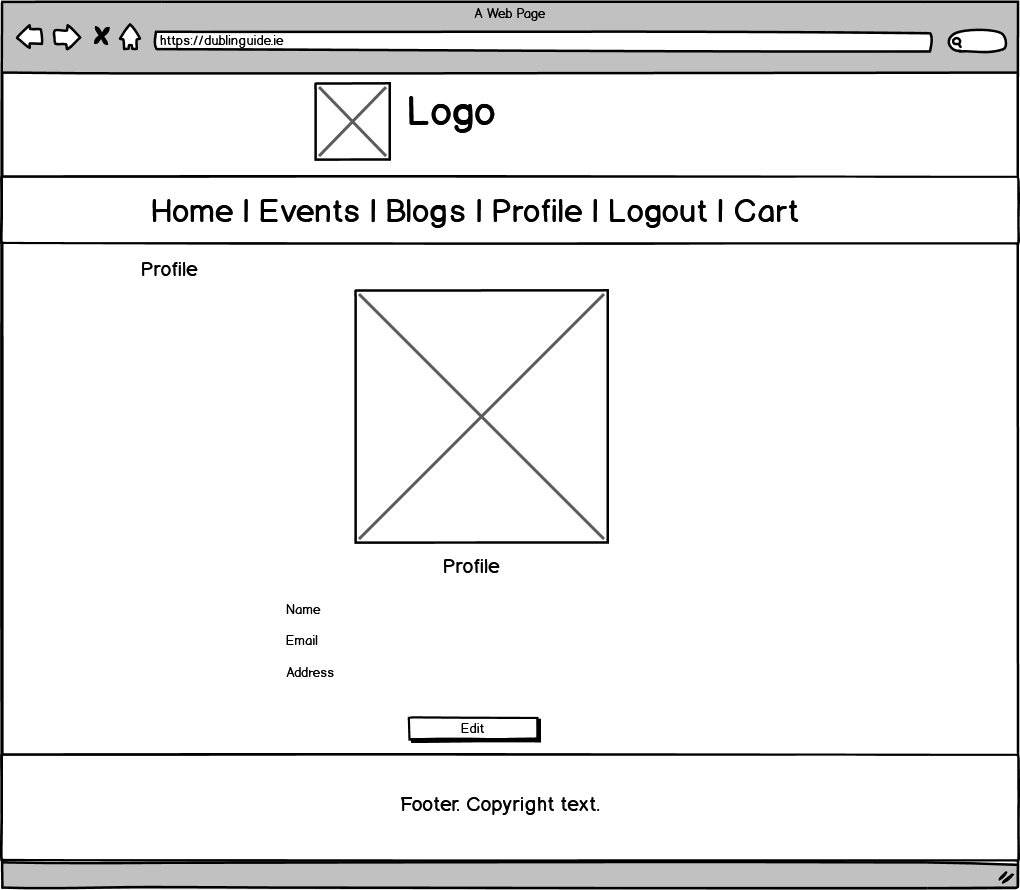 A Web Page
https://dublinguide.ie
Logo
Home | Events | Blogs | Profile | Logout | Cart
Profile
Profile
Name
Email
Address
Edit
Footer. Copyright text.